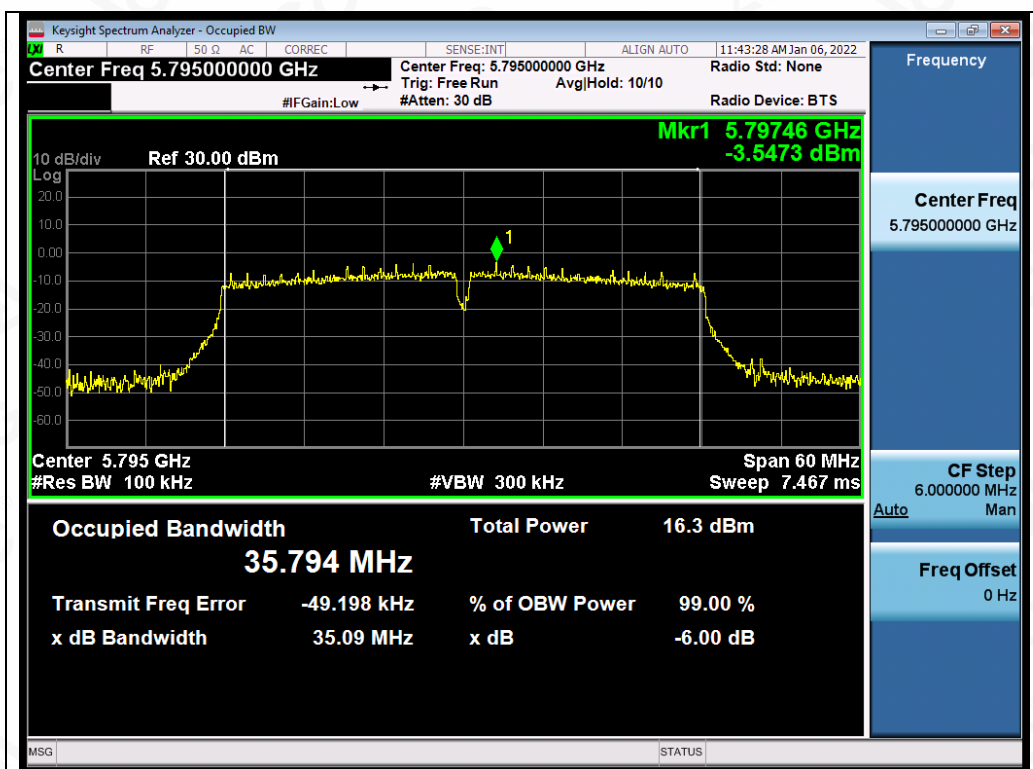 Keysight Spectrum Analyzer - Occupied BW
LXI R RF 50 Ω AC CORREC SENSE:INT ALIGN AUTO 11:43:28 AM Jan 06, 2022
Center Freq 5.795000000 GHz Center Freq: 5.795000000 GHz Radio Std: None
Trig: Free Run Avg|Hold: 10/10
#IFGain:Low #Atten: 30 dB Radio Device: BTS
Mkr1 5.79746 GHz
-3.5473 dBm
10 dB/div Ref 30.00 dBm
Log
20.0
10.0
1
0.00
-10.0
-20.0
-30.0
-40.0
-50.0
-60.0
Center 5.795 GHz Span 60 MHz
#Res BW 100 kHz #VBW 300 kHz Sweep 7.467 ms
Occupied Bandwidth Total Power 16.3 dBm
35.794 MHz
Transmit Freq Error -49.198 kHz % of OBW Power 99.00 %
x dB Bandwidth 35.09 MHz x dB -6.00 dB
MSG STATUS
Frequency
Center Freq
5.795000000 GHz
CF Step
6.000000 MHz
Auto Man
Freq Offset
0 Hz